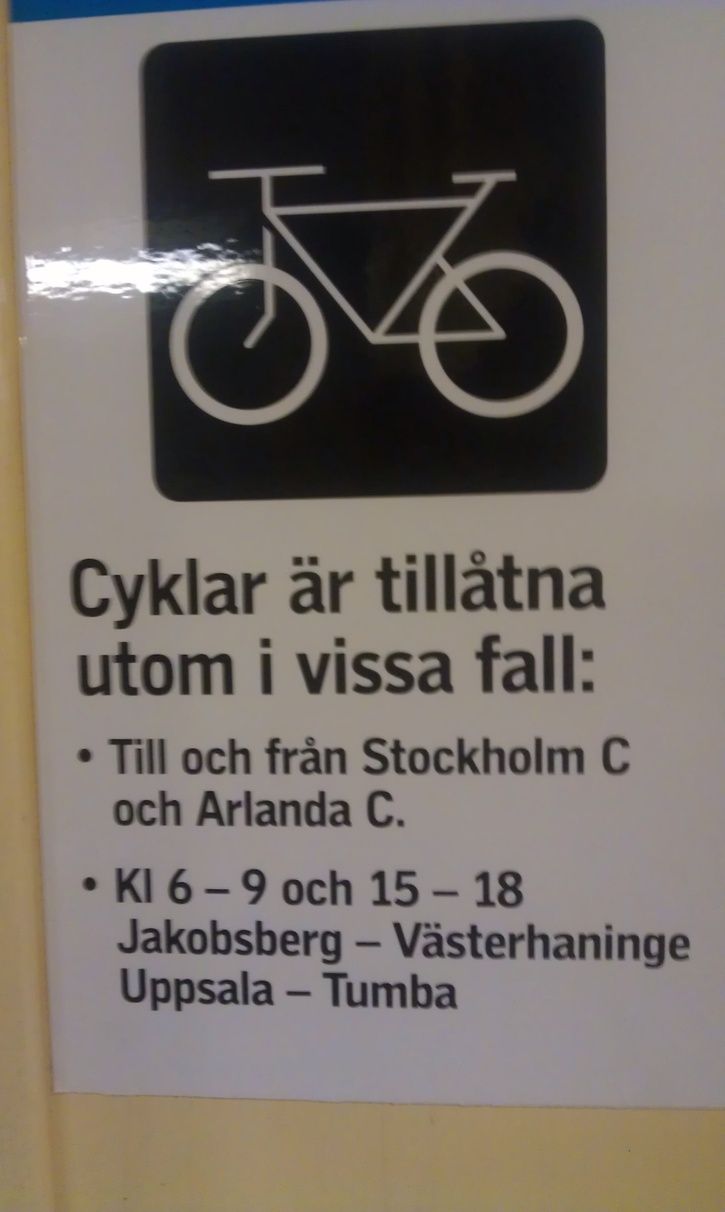 Cyklar är tillåtna
utom i vissa fall:
• Till och från Stockholm C
och Arlanda C.
• Kl 6 – 9 och 15 – 18
Jakobsberg – Västerhaninge
Uppsala – Tumba